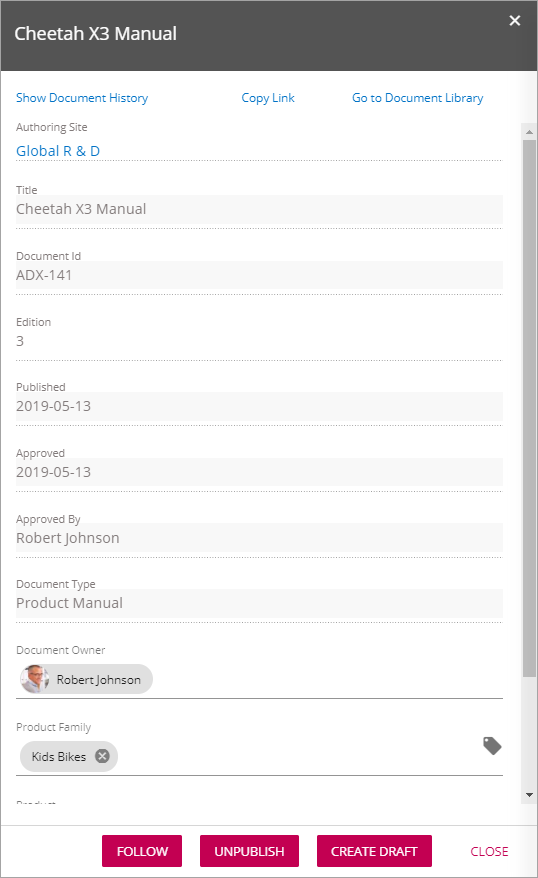 Cheetah X3 Manual
Show Document History Copy Link Go to Document Library
Authoring Site
Global R & D
Title
Cheetah X3 Manual
Document Id
ADX-141
Edition
3
Published
2019-05-13
Approved
2019-05-13
Approved By
Robert Johnson
Document Type
Product Manual
Document Owner
Robert Johnson
Product Family
Kids Bikes
Product
FOLLOW UNPUBLISH CREATE DRAFT CLOSE